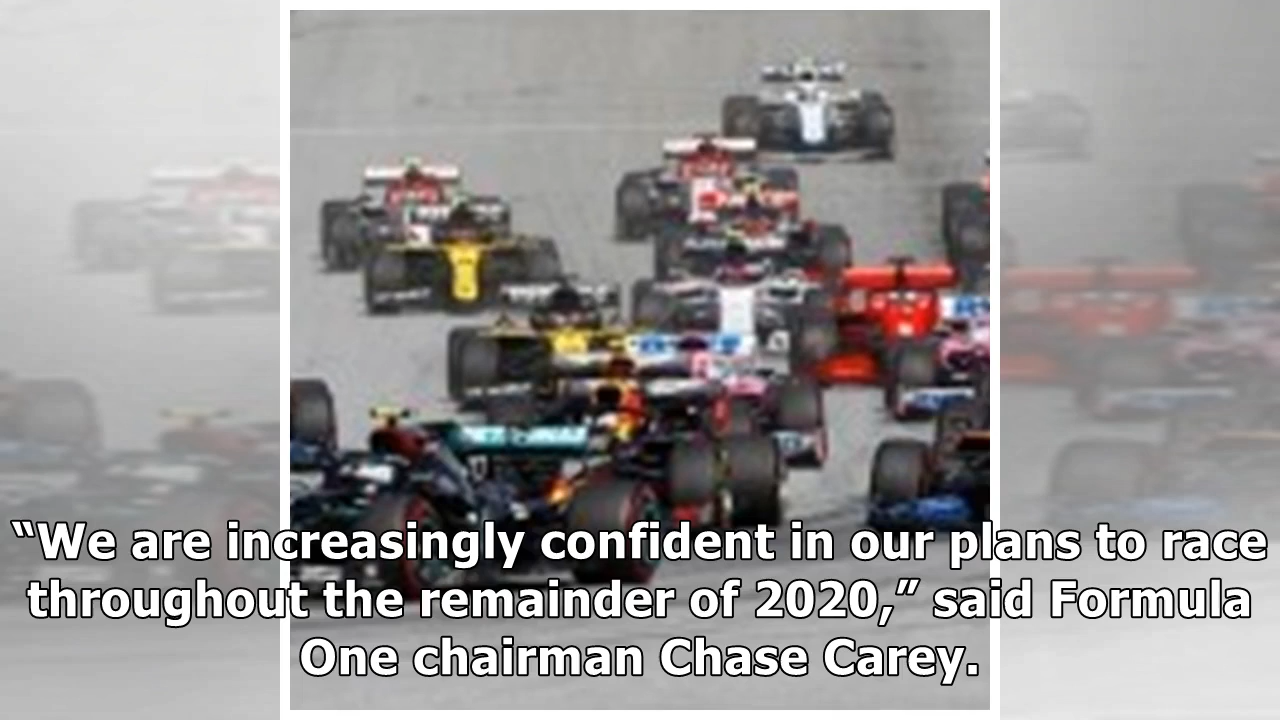 “We are increasingly confident in our plans to race
throughout the remainder of 2020,” said Formula
One chairman Chase Carey.